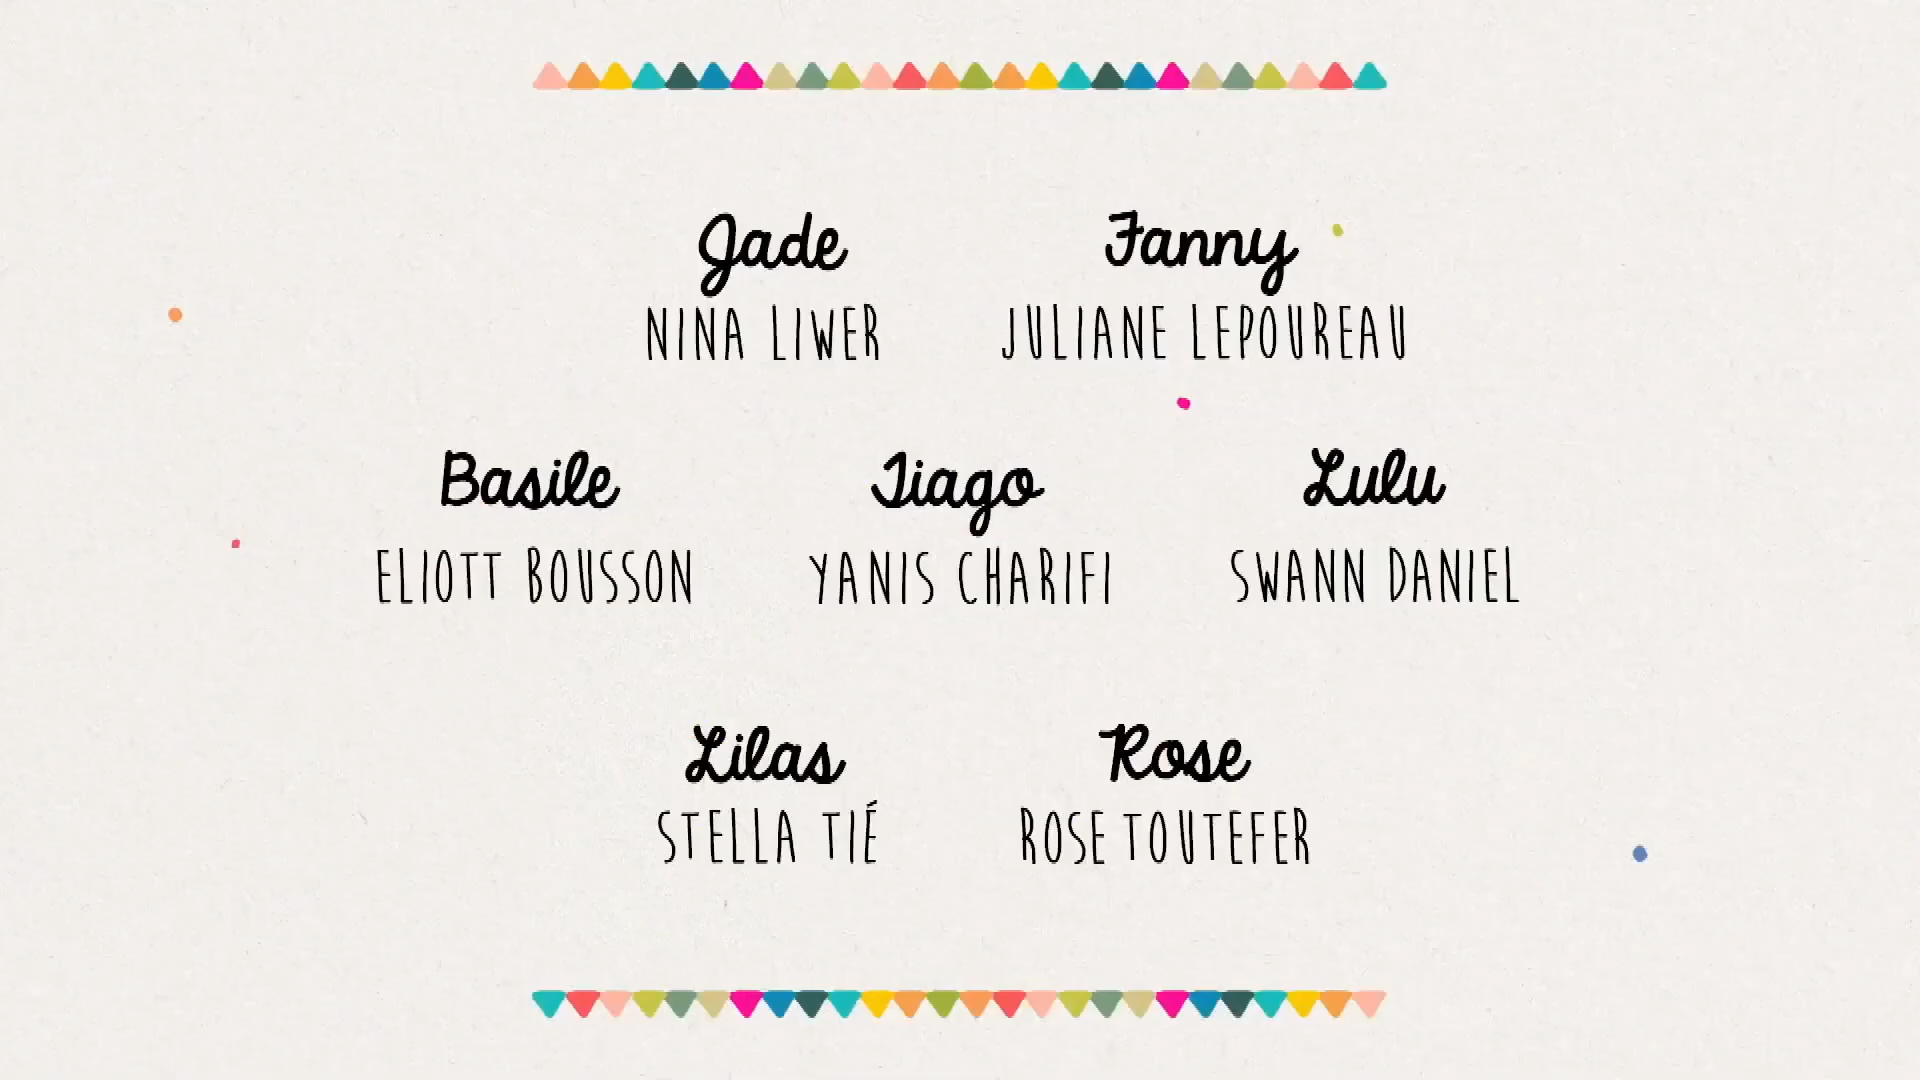 Jade Fanny
NINA LIWER JULIANE LEPOUREAU
Basile Tiago Lulu
ELIOTT BOUSSON YANIS CHARIFI SWANN DANIEL
Lilas Rose
STELLA TIÉ ROSE TOUTEFER